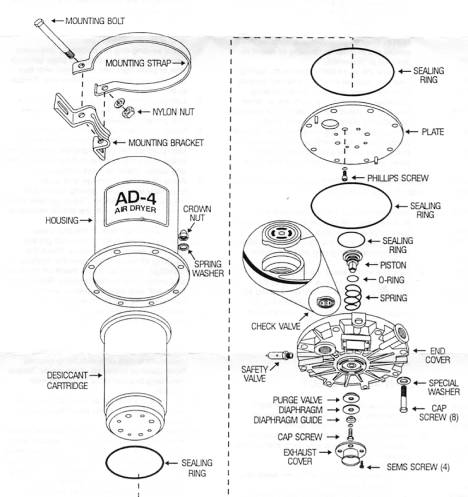 MOUNTING BOLT
MOUNTING STRAP
NYLON NUT
MOUNTING BRACKET
AD-4
AIR DRYER
HOUSING
CROWN
NUT
SPRING
WASHER
DESICCANT
CARTRIDGE
SEALING
RING
SEALING
RING
PLATE
PHILLIPS SCREW
SEALING
RING
SEALING
RING
PISTON
O-RING
SPRING
CHECK VALVE
END
COVER
SAFETY
VALVE
SPECIAL
WASHER
PURGE VALVE
DIAPHRAGM
DIAPHRAGM GUIDE
CAP
SCREW (8)
CAP SCREW
EXHAUST
COVER
SEMS SCREW (4)